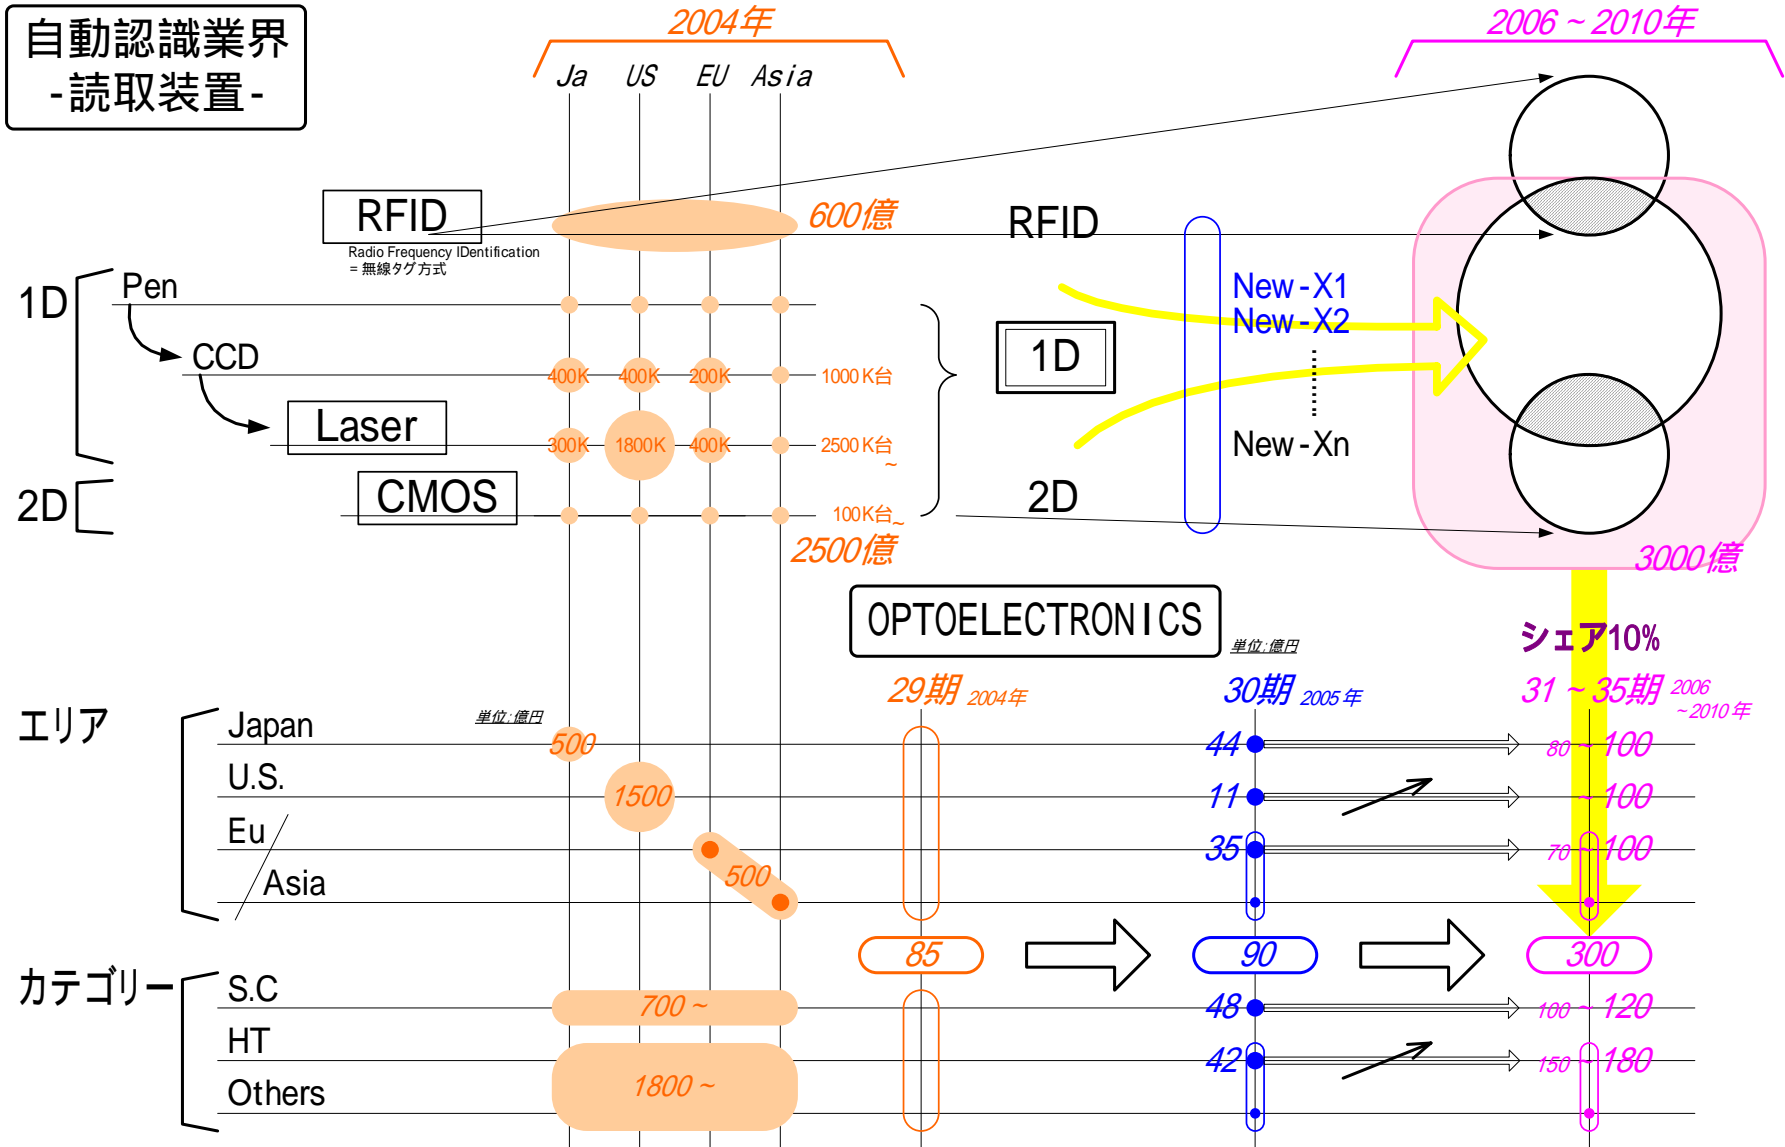 自動認識業界
-読取装置-
2004年
2006 ~ 2010年
Ja US EU Asia
RFID
Radio Frequency IDentification
= 無線タグ方式
600億
RFID
1D
Pen
New-X1
New-X2
CCD
400K 400K 200K 1000K台
1D
Laser
300K 1800K 400K 2500K台
~
New-Xn
2D
CMOS
100K台
~
2D
2500億
3000億
OPTOELECTRONICS
単位:億円
シェア10%
29期 2004年
30期 2005年
31 ~ 35期 2006
~2010年
エリア
単位:億円
Japan
500
44
80 ~ 100
U.S.
1500
11
~ 100
Eu
35
70 ~ 100
/
Asia
500
85
90
300
カテゴリー
S.C
700 ~
48
100 ~ 120
HT
42
150 ~ 180
1800 ~
Others